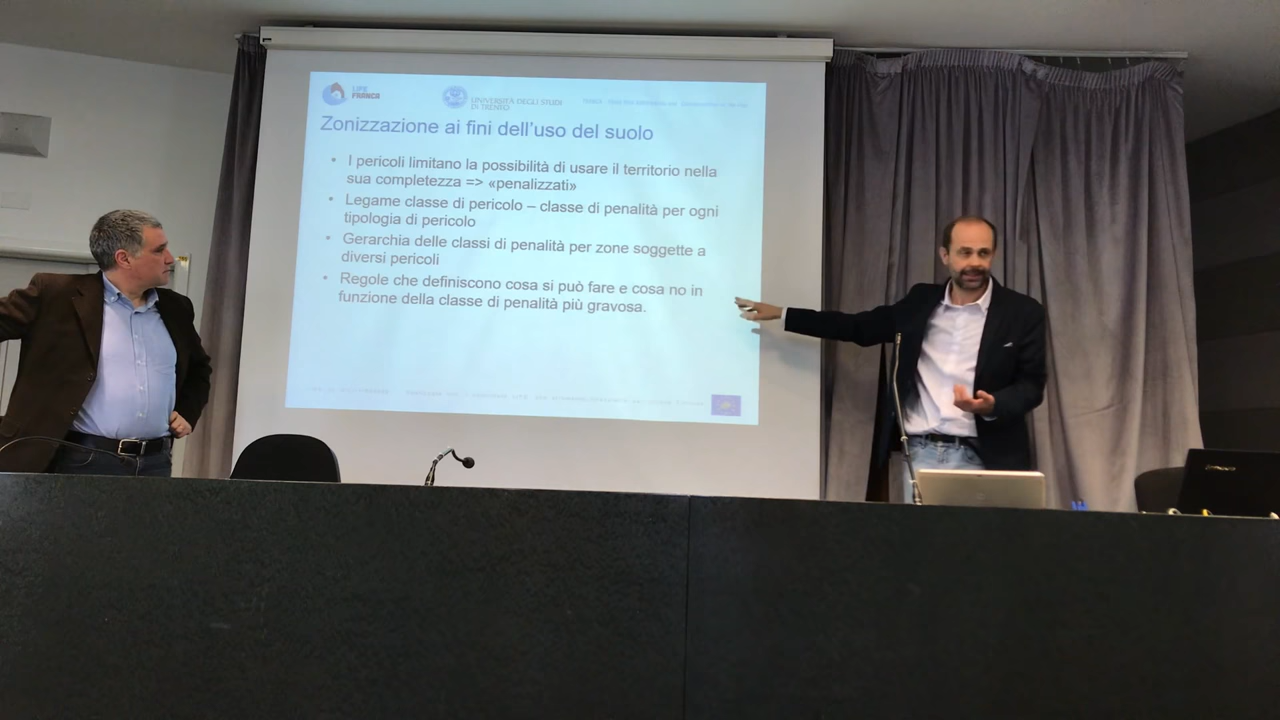 LIFE
FRANCA
UNIVERSITÀ DEGLI STUDI
DI TRENTO
Zonizzazione ai fini dell'uso del suolo
• I pericoli limitano la possibilità di usare il territorio nella
sua completezza => «penalizzati»
• Legame classe di pericolo – classe di penalità per ogni
tipologia di pericolo
• Gerarchia delle classi di penalità per zone soggette a
diversi pericoli
• Regole che definiscono cosa si può fare e cosa no in
funzione della classe di penalità più gravosa.
lenovo